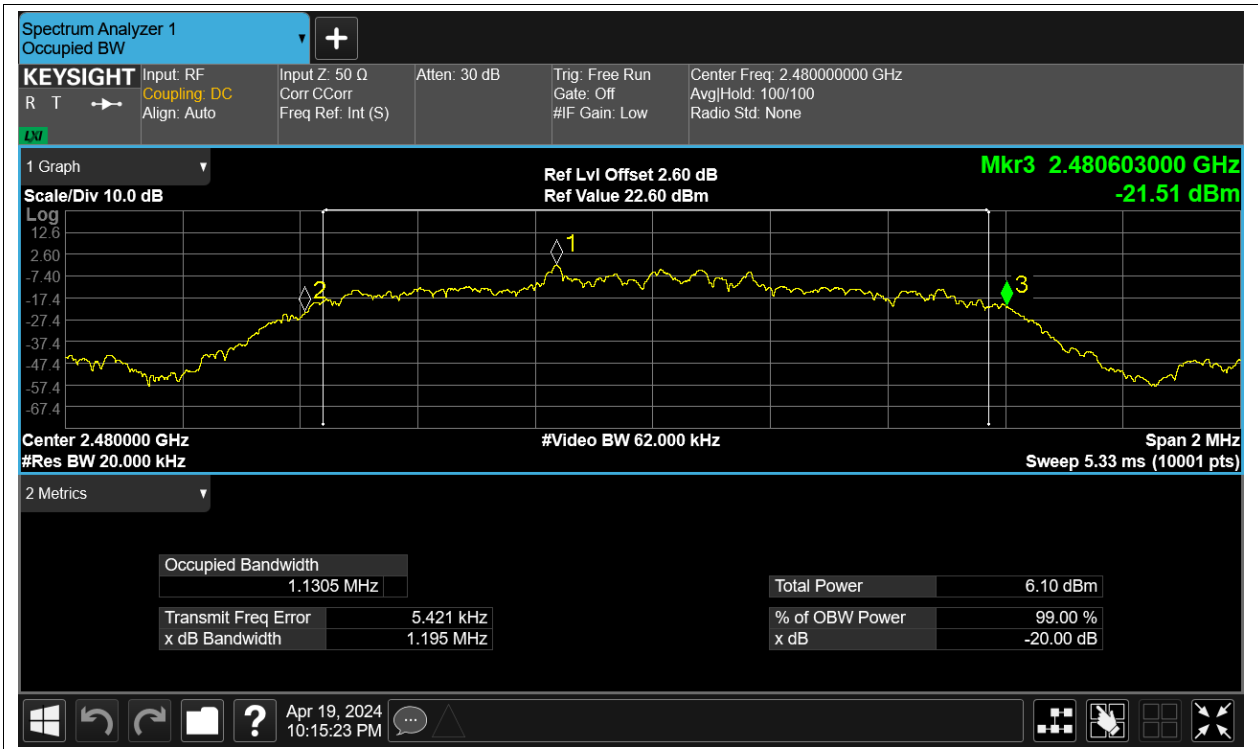 Spectrum Analyzer 1
Occupied BW
KEYSIGHT
R T
LXI
Input: RF
Coupling: DC
Align: Auto
Input Z: 50 Ω
Corr CCorr
Freq Ref: Int (S)
Atten: 30 dB
Trig: Free Run
Gate: Off
#IF Gain: Low
Center Freq: 2.480000000 GHz
Avg|Hold: 100/100
Radio Std: None
1 Graph
Scale/Div 10.0 dB
Ref Lvl Offset 2.60 dB
Ref Value 22.60 dBm
Mkr3 2.480603000 GHz
-21.51 dBm
Log
12.6
2.60
-7.40
-17.4
-27.4
-37.4
-47.4
-57.4
-67.4
1
2
3
Center 2.480000 GHz
#Res BW 20.000 kHz
#Video BW 62.000 kHz
Span 2 MHz
Sweep 5.33 ms (10001 pts)
2 Metrics
Occupied Bandwidth
1.1305 MHz
Transmit Freq Error 5.421 kHz
x dB Bandwidth 1.195 MHz
Total Power 6.10 dBm
% of OBW Power 99.00 %
x dB -20.00 dB
?
Apr 19, 2024
10:15:23 PM